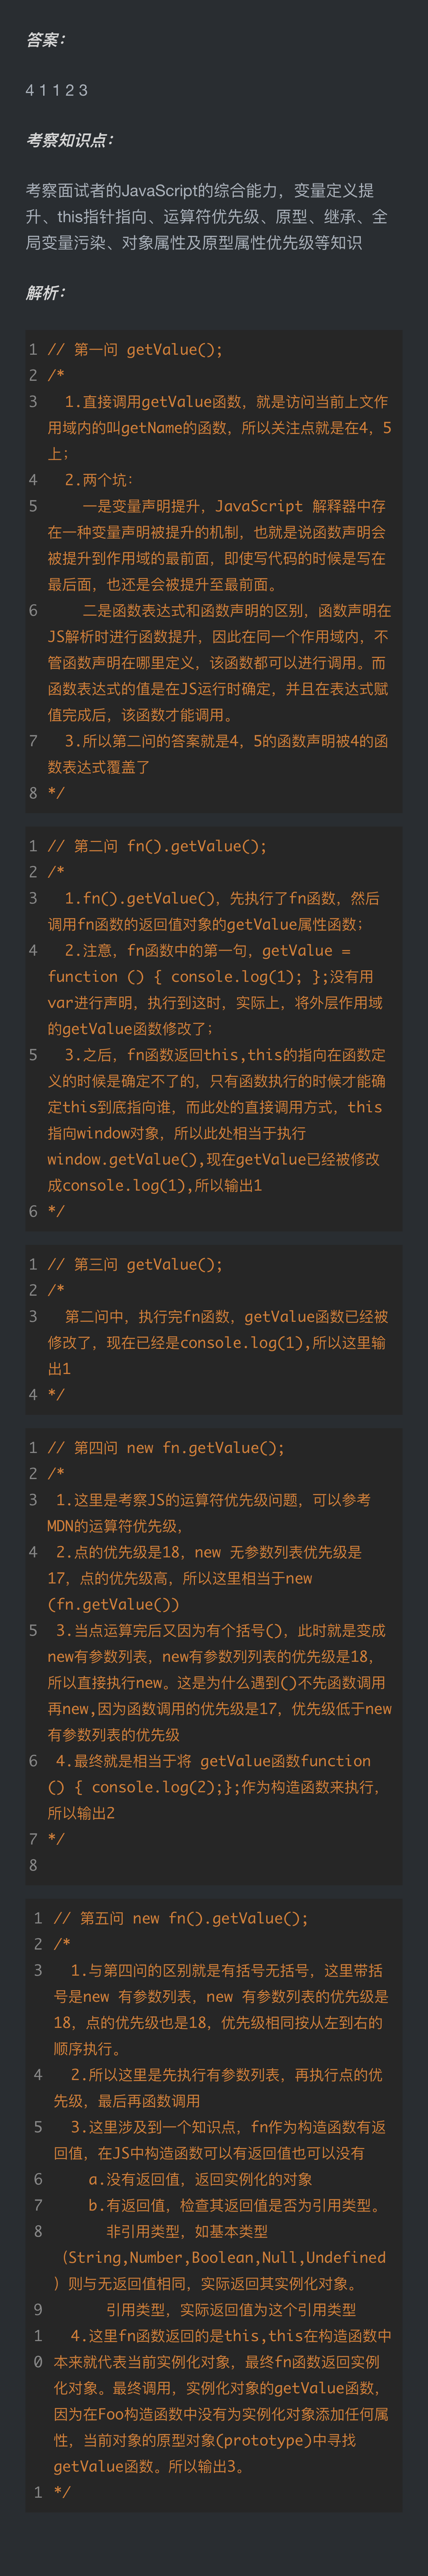 答案：
4 1 1 2 3
考察知识点：
考察面试者的JavaScript的综合能力，变量定义提
升、this指针指向、运算符优先级、原型、继承、全
局变量污染、对象属性及原型属性优先级等知识
解析：
1 // 第一问 getValue();
2 /*
3 1.直接调用getValue函数，就是访问当前上文作
用域内的叫getName的函数，所以关注点就是在4，5
上；
4 2.两个坑：
5 一是变量声明提升，JavaScript 解释器中存
在一种变量声明被提升的机制，也就是说函数声明会
被提升到作用域的最前面，即使写代码的时候是写在
最后面，也还是会被提升至最前面。
6 二是函数表达式和函数声明的区别，函数声明在
JS解析时进行函数提升，因此在同一个作用域内，不
管函数声明在哪里定义，该函数都可以进行调用。而
函数表达式的值是在JS运行时确定，并且在表达式赋
值完成后，该函数才能调用。
7 3.所以第二问的答案就是4，5的函数声明被4的函
数表达式覆盖了
8 */
1 // 第二问 fn().getValue();
2 /*
3 1.fn().getValue()，先执行了fn函数，然后
调用fn函数的返回值对象的getValue属性函数；
4 2.注意，fn函数中的第一句，getValue =
function () { console.log(1); };没有用
var进行声明，执行到这时，实际上，将外层作用域
的getValue函数修改了；
5 3.之后，fn函数返回this,this的指向在函数定
义的时候是确定不了的，只有函数执行的时候才能确
定this到底指向谁，而此处的直接调用方式，this
指向window对象，所以此处相当于执行
window.getValue(),现在getValue已经被修改
成console.log(1),所以输出1
6 */
1 // 第三问 getValue();
2 /*
3 第二问中，执行完fn函数，getValue函数已经被
修改了，现在已经是console.log(1),所以这里输
出1
4 */
1 // 第四问 new fn.getValue();
2 /*
3 1.这里是考察JS的运算符优先级问题，可以参考
MDN的运算符优先级，
4 2.点的优先级是18，new 无参数列表优先级是
17，点的优先级高，所以这里相当于new
(fn.getValue())
5 3.当点运算完后又因为有个括号()，此时就是变成
new有参数列表，new有参数列列表的优先级是18，
所以直接执行new。这是为什么遇到()不先函数调用
再new,因为函数调用的优先级是17，优先级低于new
有参数列表的优先级
6 4.最终就是相当于将 getValue函数function
() { console.log(2);};作为构造函数来执行，
所以输出2
7 */
8
1 // 第五问 new fn().getValue();
2 /*
3 1.与第四问的区别就是有括号无括号，这里带括
号是new 有参数列表，new 有参数列表的优先级是
18，点的优先级也是18，优先级相同按从左到右的
顺序执行。
4 2.所以这里是先执行有参数列表，再执行点的优
先级，最后再函数调用
5 3.这里涉及到一个知识点，fn作为构造函数有返
回值，在JS中构造函数可以有返回值也可以没有
6 a.没有返回值，返回实例化的对象
7 b.有返回值，检查其返回值是否为引用类型。
8 非引用类型，如基本类型
（String,Number,Boolean,Null,Undefined
）则与无返回值相同，实际返回其实例化对象。
9 引用类型，实际返回值为这个引用类型
1 4.这里fn函数返回的是this,this在构造函数中
0 本来就代表当前实例化对象，最终fn函数返回实例
化对象。最终调用，实例化对象的getValue函数，
因为在Foo构造函数中没有为实例化对象添加任何属
性，当前对象的原型对象(prototype)中寻找
getValue函数。所以输出3。
1 */